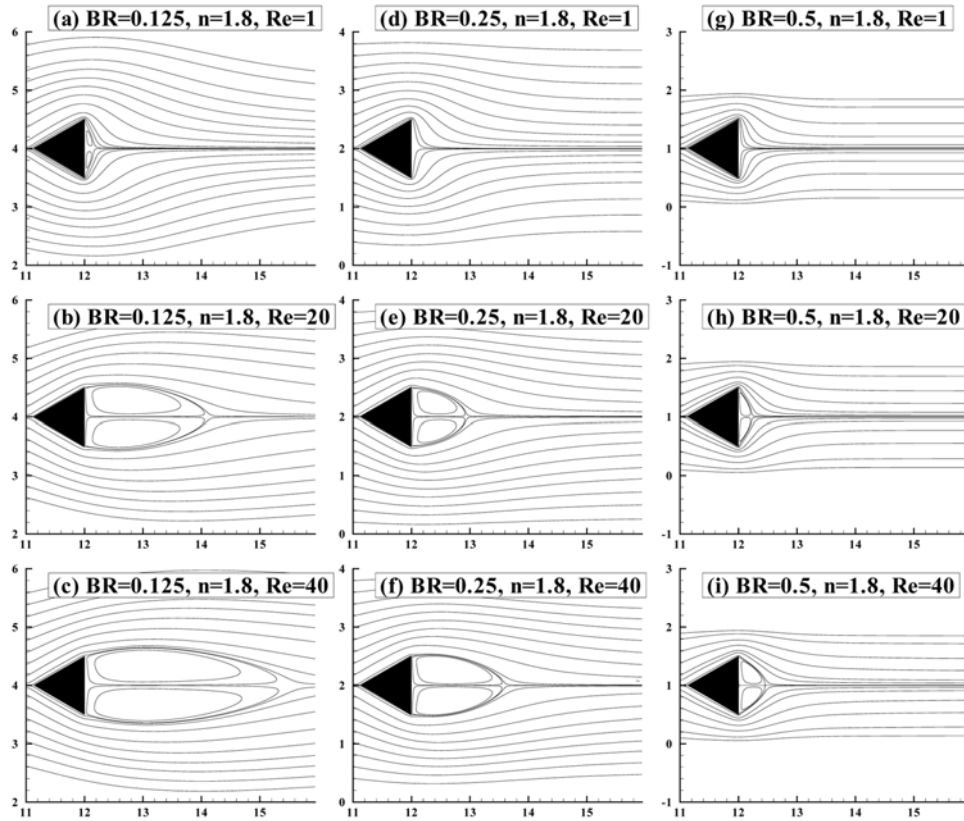 (a) BR=0.125, n=1.8, Re=1
6
5
4
3
2
11 12 13 14 15
(d) BR=0.25, n=1.8, Re=1
4
3
2
1
0
11 12 13 14 15
(g) BR=0.5, n=1.8, Re=1
3
2
1
0
-1
11 12 13 14 15
(b) BR=0.125, n=1.8, Re=20
6
5
4
3
2
11 12 13 14 15
(e) BR=0.25, n=1.8, Re=20
4
3
2
1
0
11 12 13 14 15
(h) BR=0.5, n=1.8, Re=20
3
2
1
0
-1
11 12 13 14 15
(c) BR=0.125, n=1.8, Re=40
6
5
4
3
2
11 12 13 14 15
(f) BR=0.25, n=1.8, Re=40
4
3
2
1
0
11 12 13 14 15
(i) BR=0.5, n=1.8, Re=40
3
2
1
0
-1
11 12 13 14 15